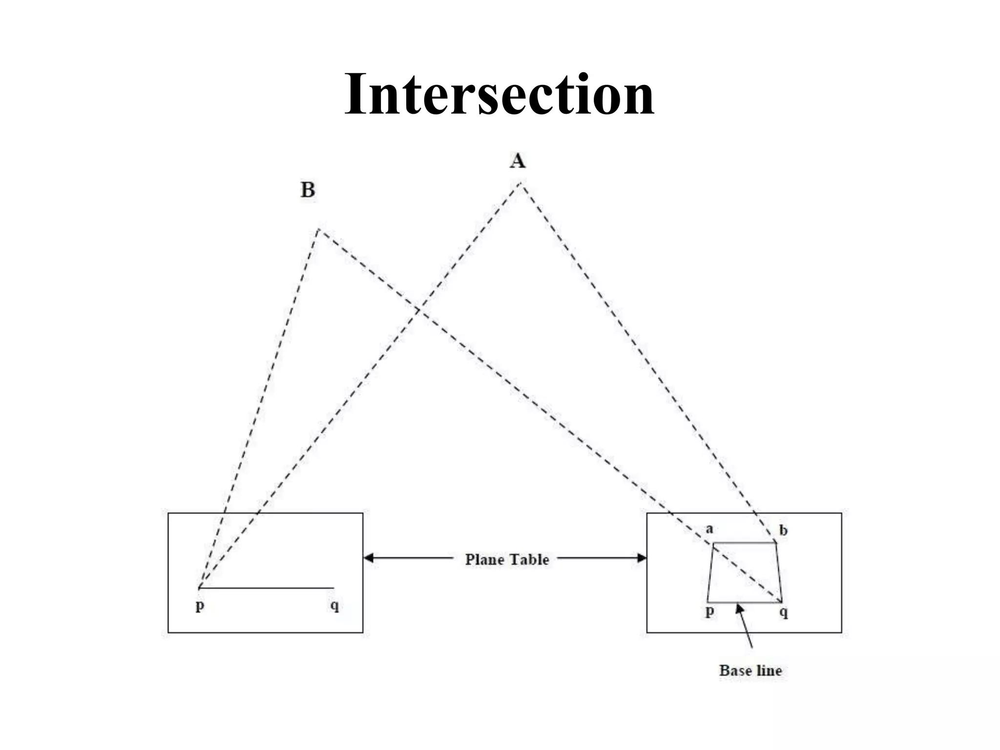 Intersection
A
B
a b
Plane Table
p q
p q
Base line